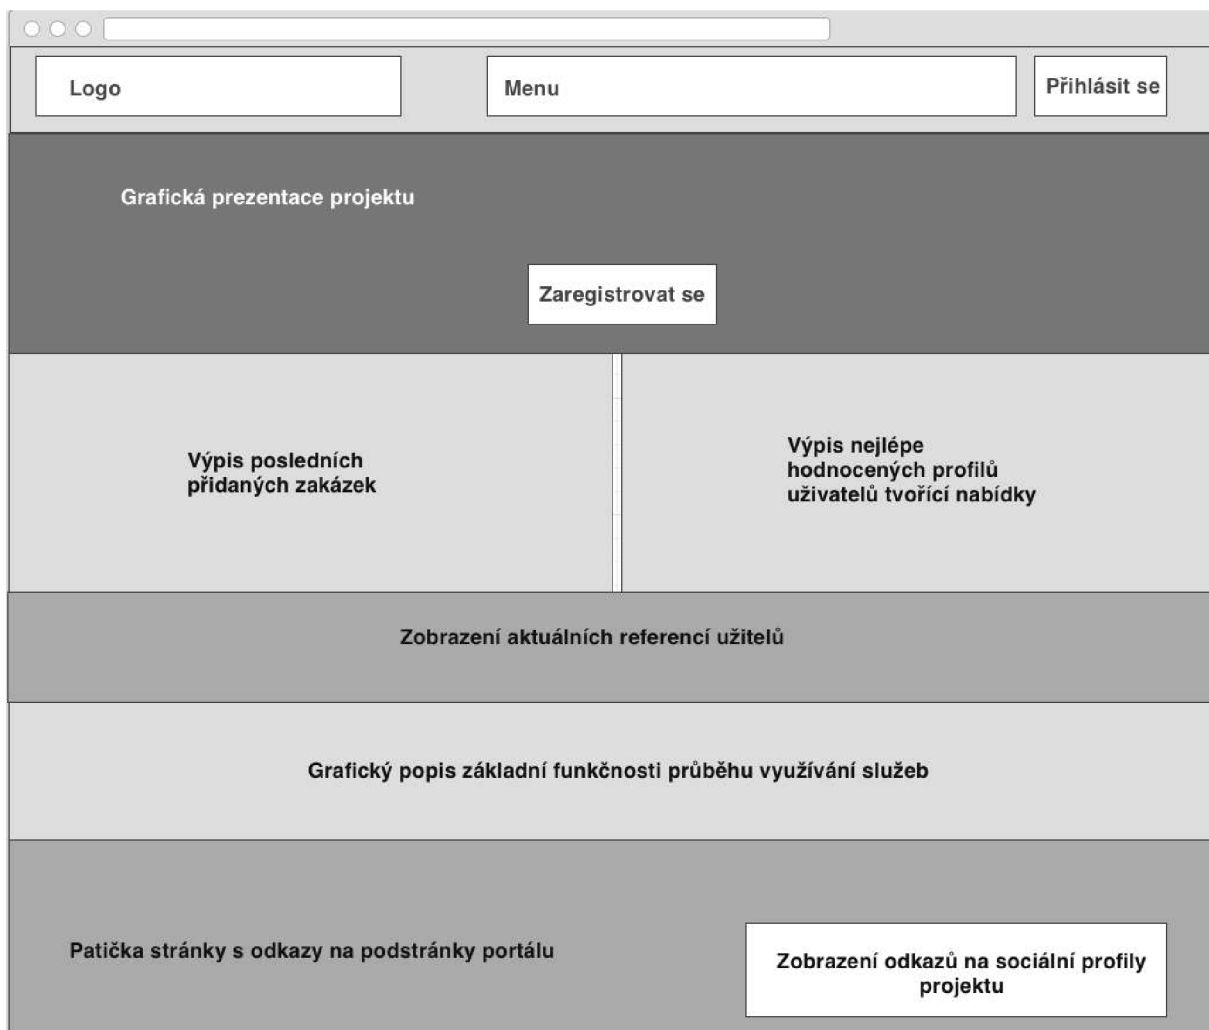 Logo
Menu
Přihlásit se
Grafická prezentace projektu
Zaregistrovat se
Výpis posledních
přidaných zakázek
Výpis nejlépe
hodnocených profilů
uživatelů tvořící nabídky
Zobrazení aktuálních referencí užitelů
Grafický popis základní funkčnosti průběhu využívání služeb
Patička stránky s odkazy na podstránky portálu
Zobrazení odkazů na sociální profily
projektu